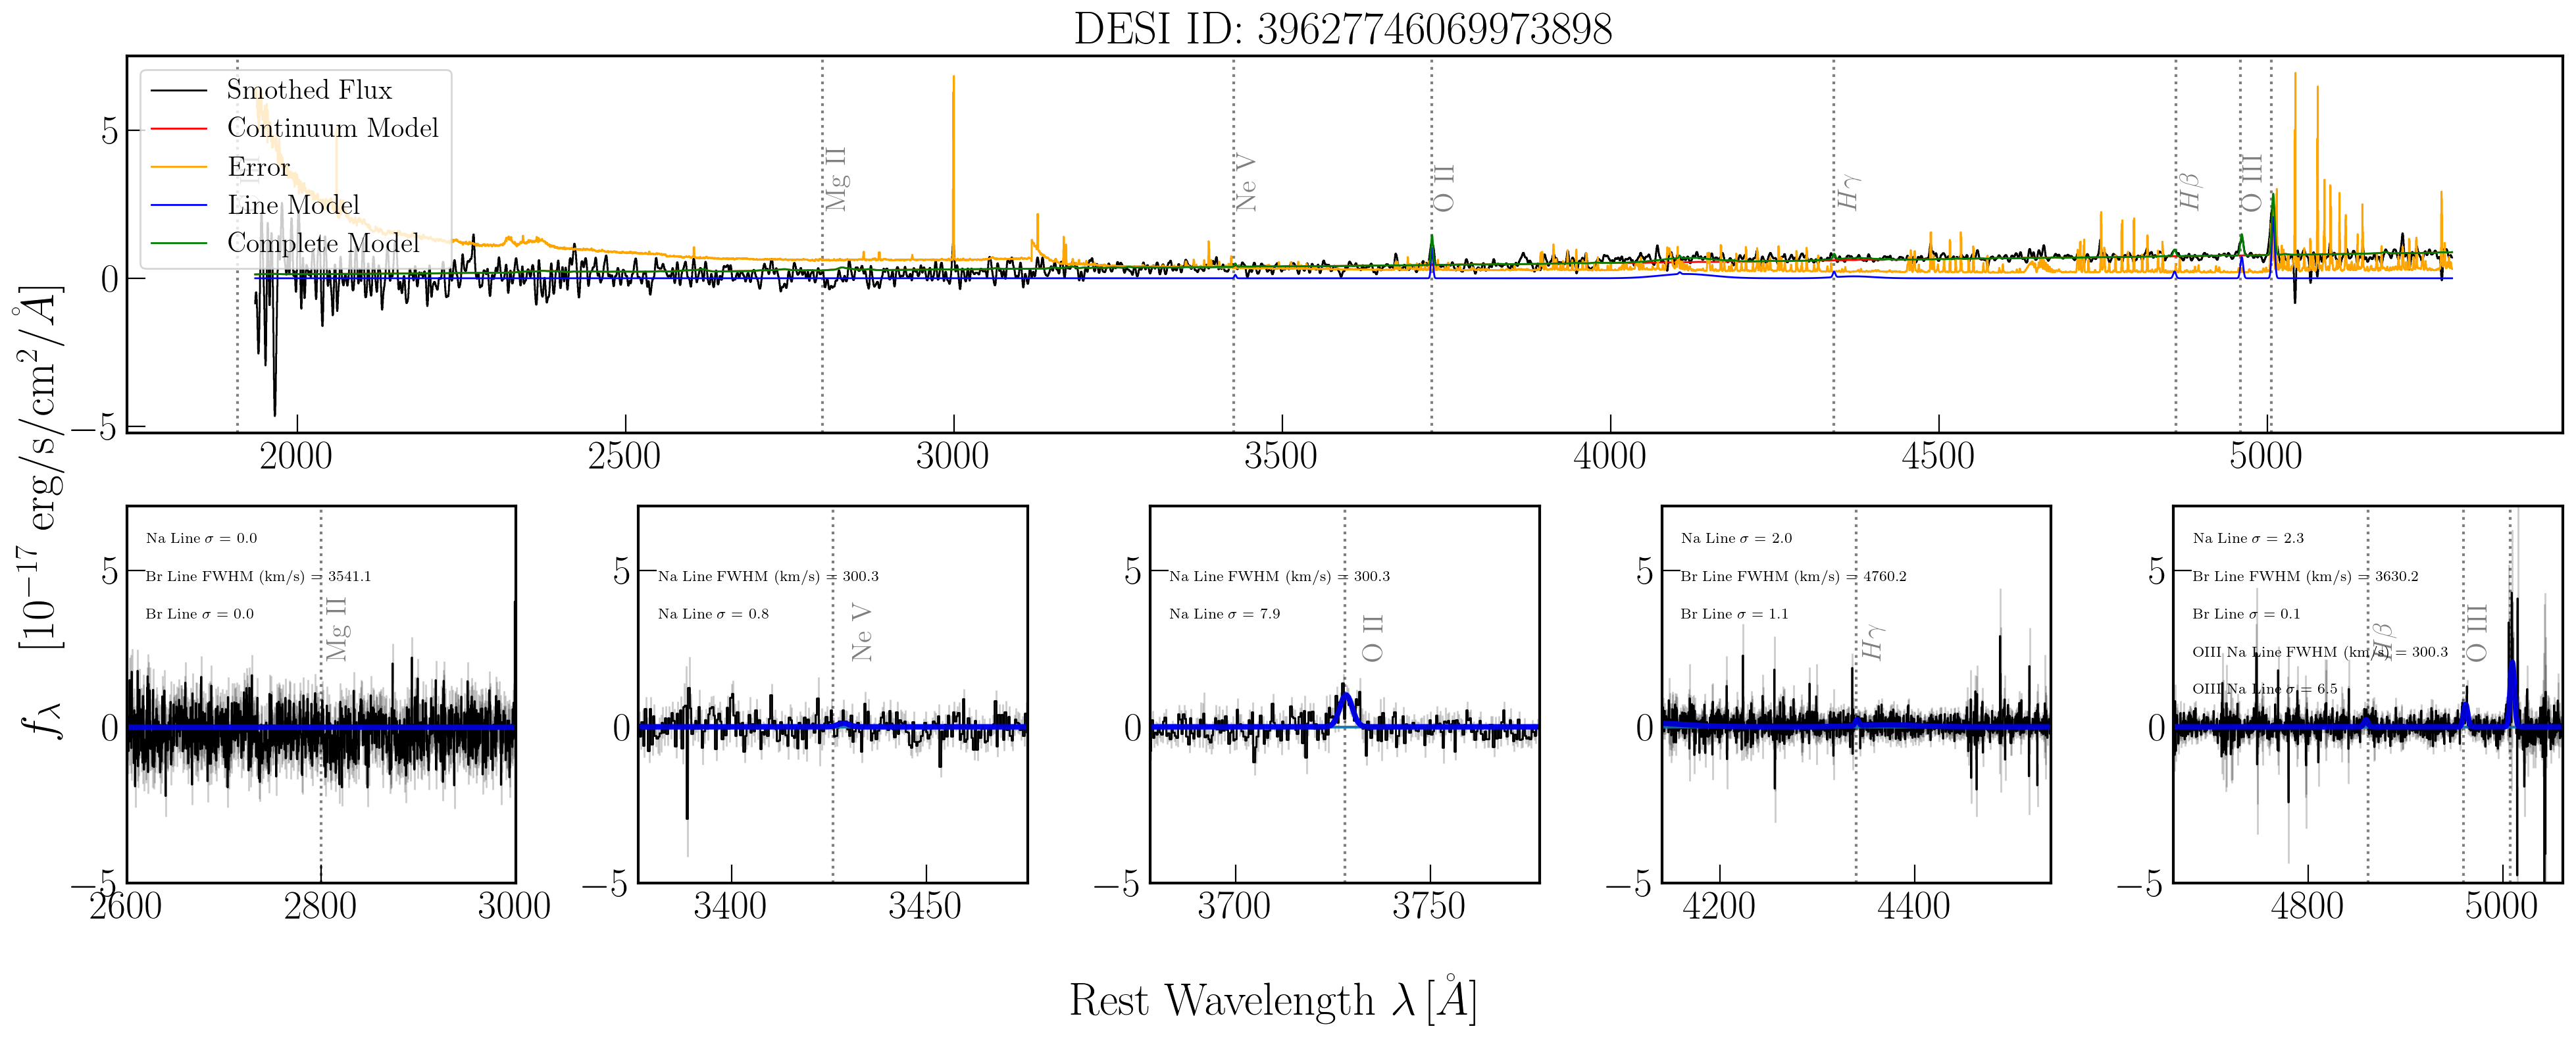 DESI ID: 39627746069973898
Smothed Flux
Continuum Model
Error
Line Model
Complete Model
Mg II
Ne V
O II
Hγ
Hβ
O III
5
0
−5
2000 2500 3000 3500 4000 4500 5000
f_λ [10⁻¹⁷ erg/s/cm²/Å]
Na Line σ = 0.0
Br Line FWHM (km/s) = 3541.1
Br Line σ = 0.0
Mg II
5
0
−5
2600 2800 3000
Na Line FWHM (km/s) = 300.3
Na Line σ = 0.8
Ne V
5
0
−5
3400 3450
Na Line FWHM (km/s) = 300.3
Na Line σ = 7.9
O II
5
0
−5
3700 3750
Na Line σ = 2.0
Br Line FWHM (km/s) = 4760.2
Br Line σ = 1.1
Hγ
5
0
−5
4200 4400
Na Line σ = 2.3
Br Line FWHM (km/s) = 3630.2
Br Line σ = 0.1
OIII Na Line FWHM (km/s) = 300.3
OIII Na Line σ = 6.5
Hβ
O III
5
0
−5
4800 5000
Rest Wavelength λ [Å]